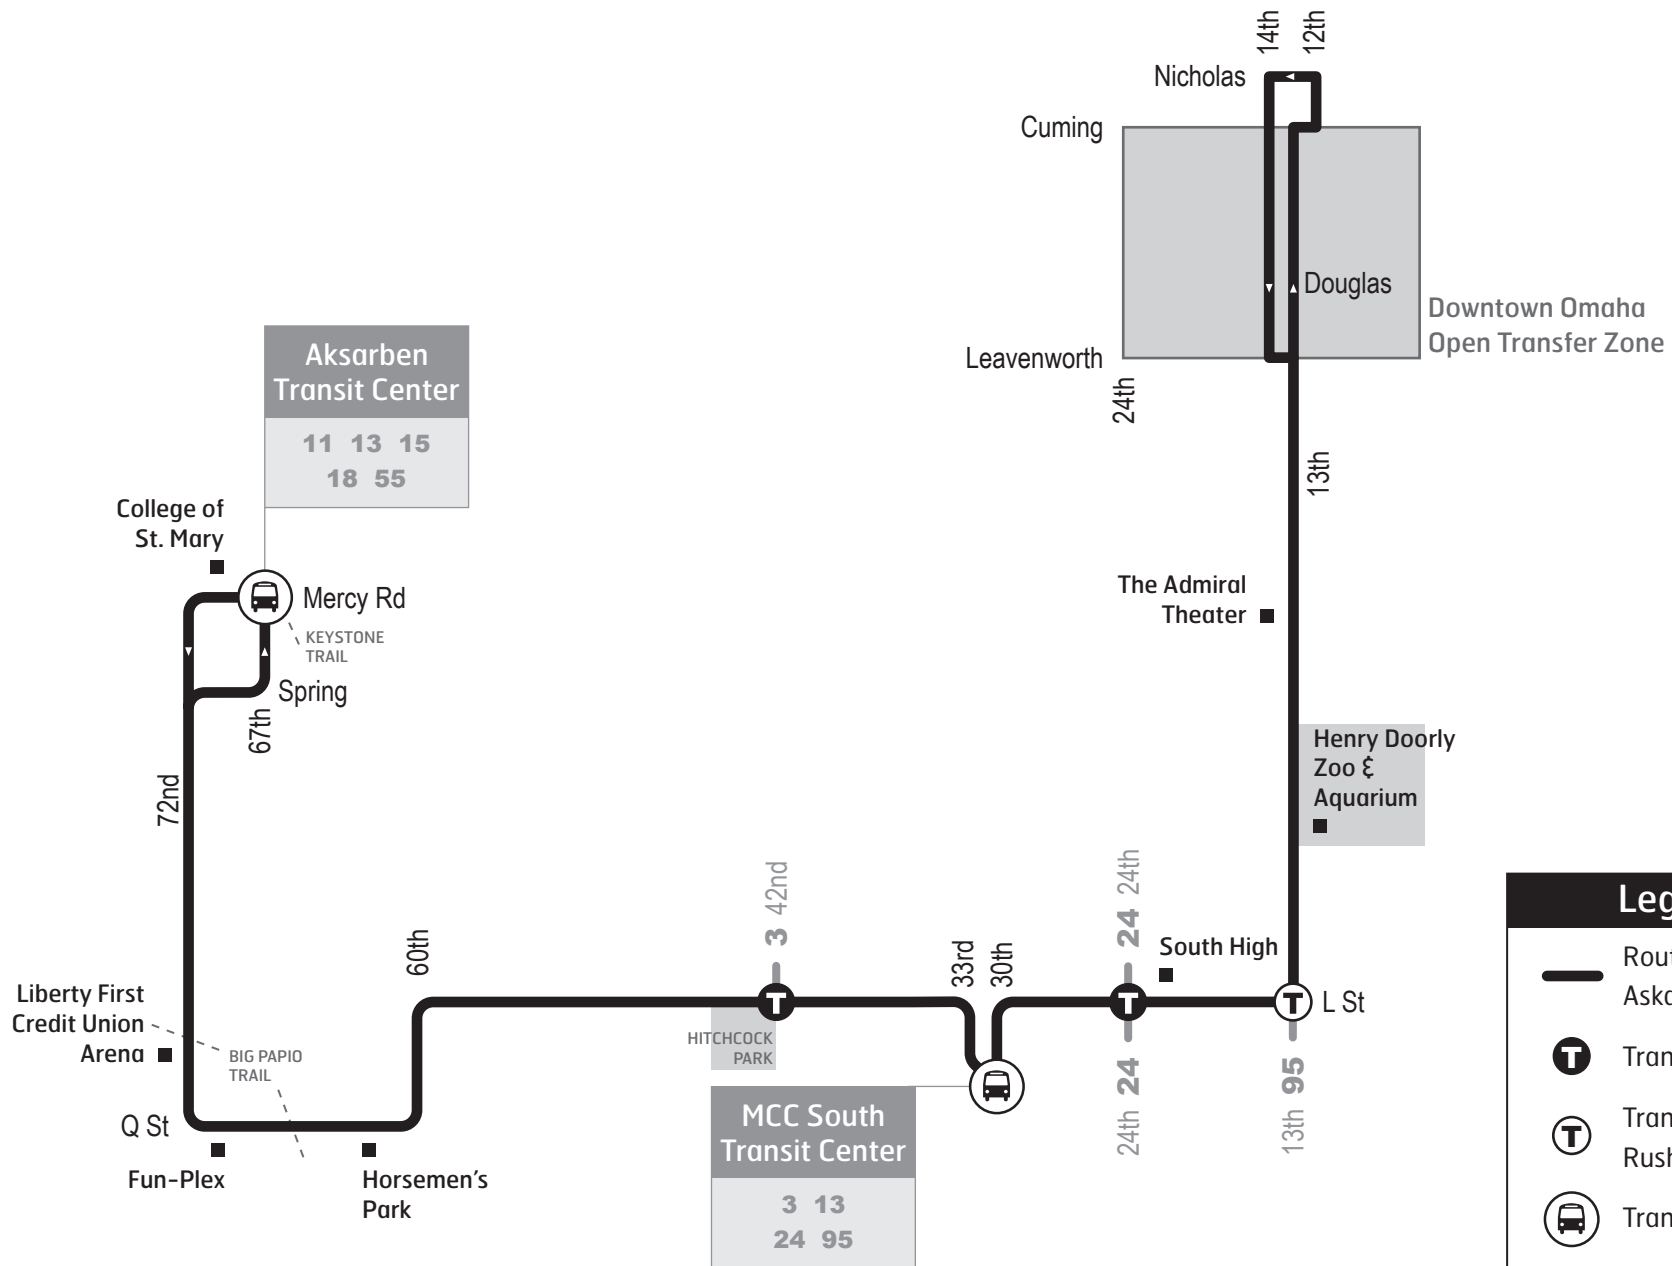 14th
12th
Nicholas
Cuming
Douglas
Downtown Omaha
Open Transfer Zone
Leavenworth
24th
13th
Aksarben
Transit Center
11 13 15
18 55
College of
St. Mary
Mercy Rd
KEYSTONE
TRAIL
Spring
67th
72nd
The Admiral
Theater
Henry Doorly
Zoo &
Aquarium
3 42nd
24 24th
South High
60th
33rd
30th
L St
Liberty First
Credit Union
Arena
BIG PAPIO
TRAIL
HITCHCOCK
PARK
Q St
Fun-Plex
Horsemen's
Park
MCC South
Transit Center
3 13
24 95
24th 24
13th 95
T
T
T
T
T